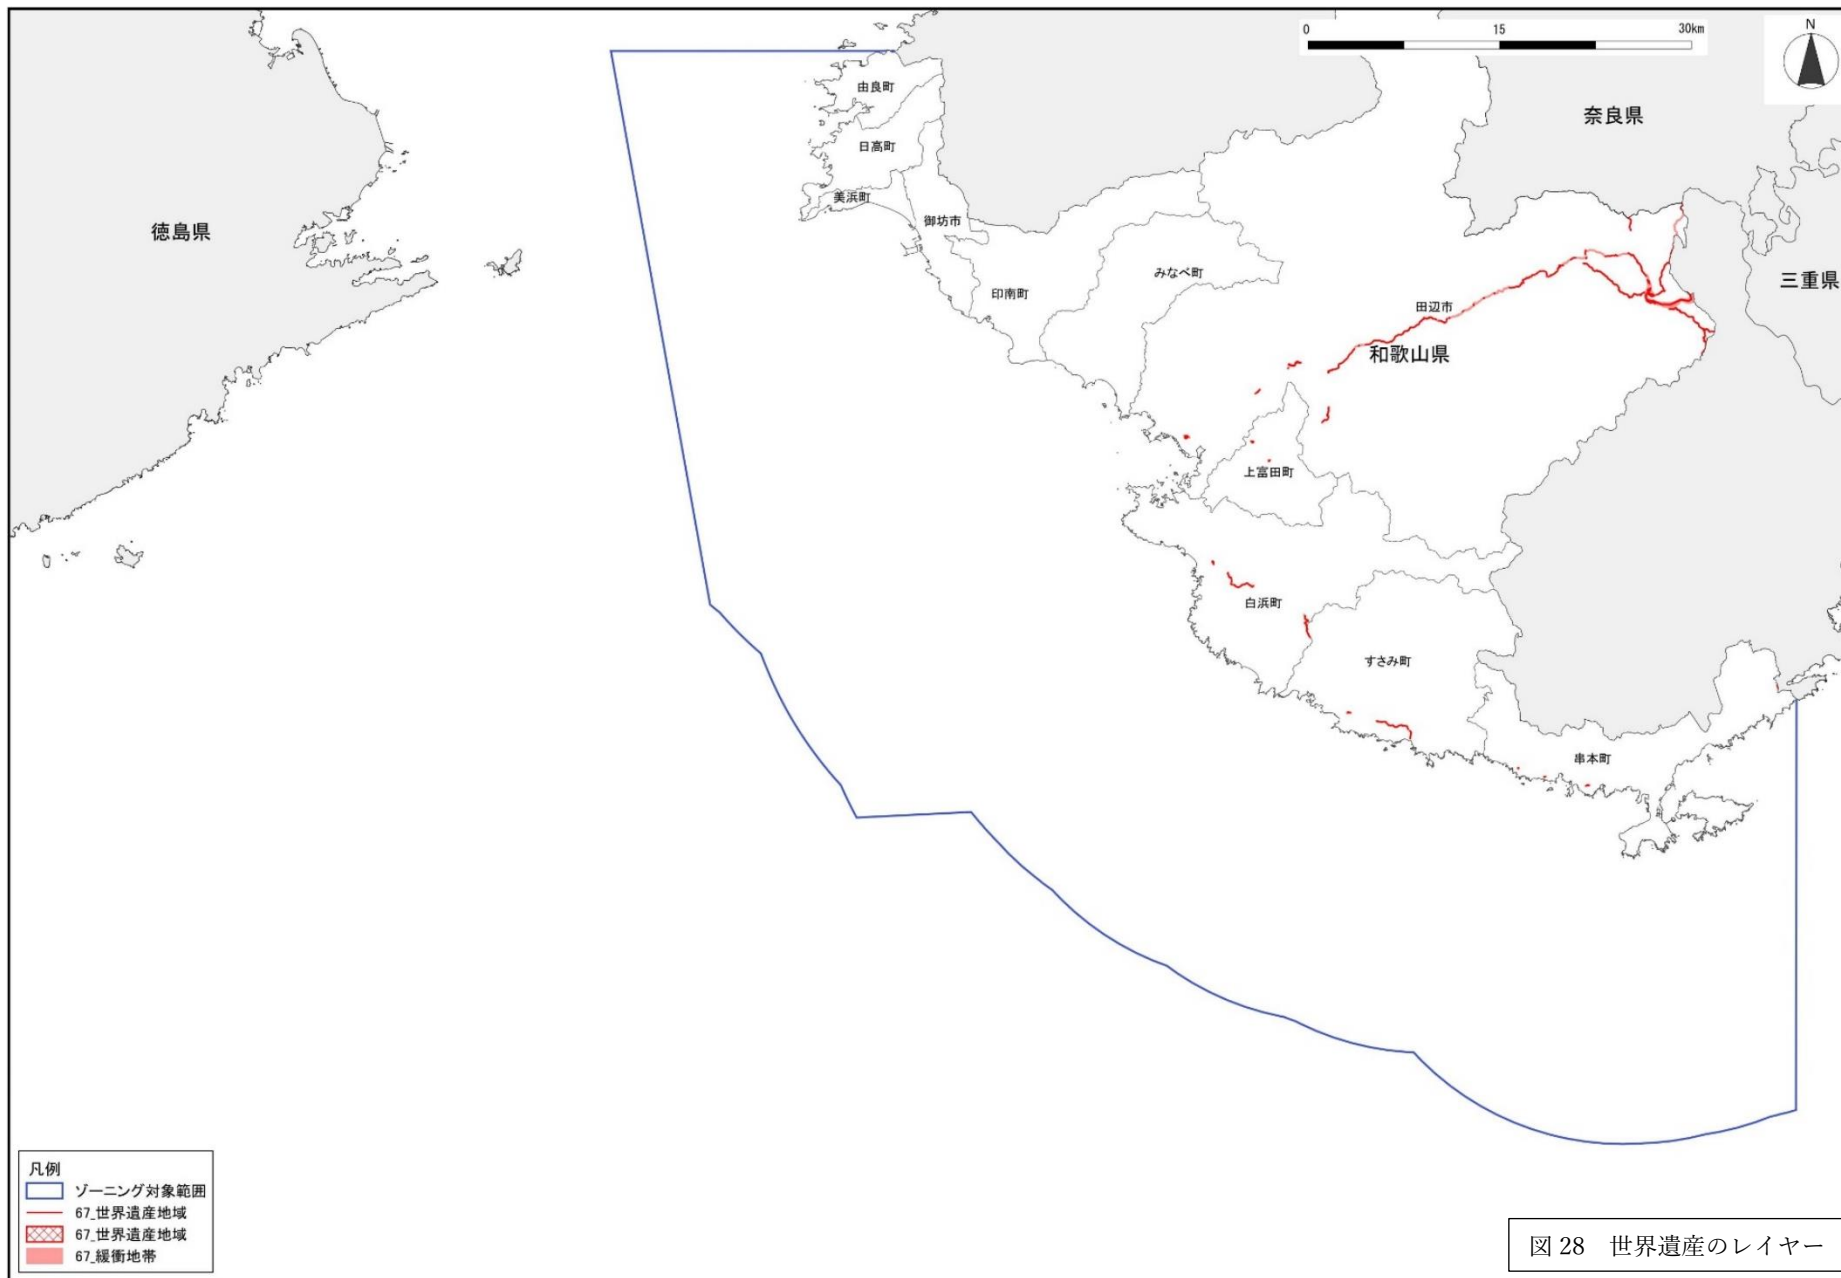 0 15 30km
N
由良町
奈良県
日高町
美浜町
御坊市
徳島県
みなべ町
三重県
印南町
田辺市
和歌山県
上富田町
白浜町
すさみ町
串本町
凡例
ゾーニング対象範囲
67_世界遺産地域
67_世界遺産地域
67_緩衝地帯
図 28 世界遺産のレイヤー